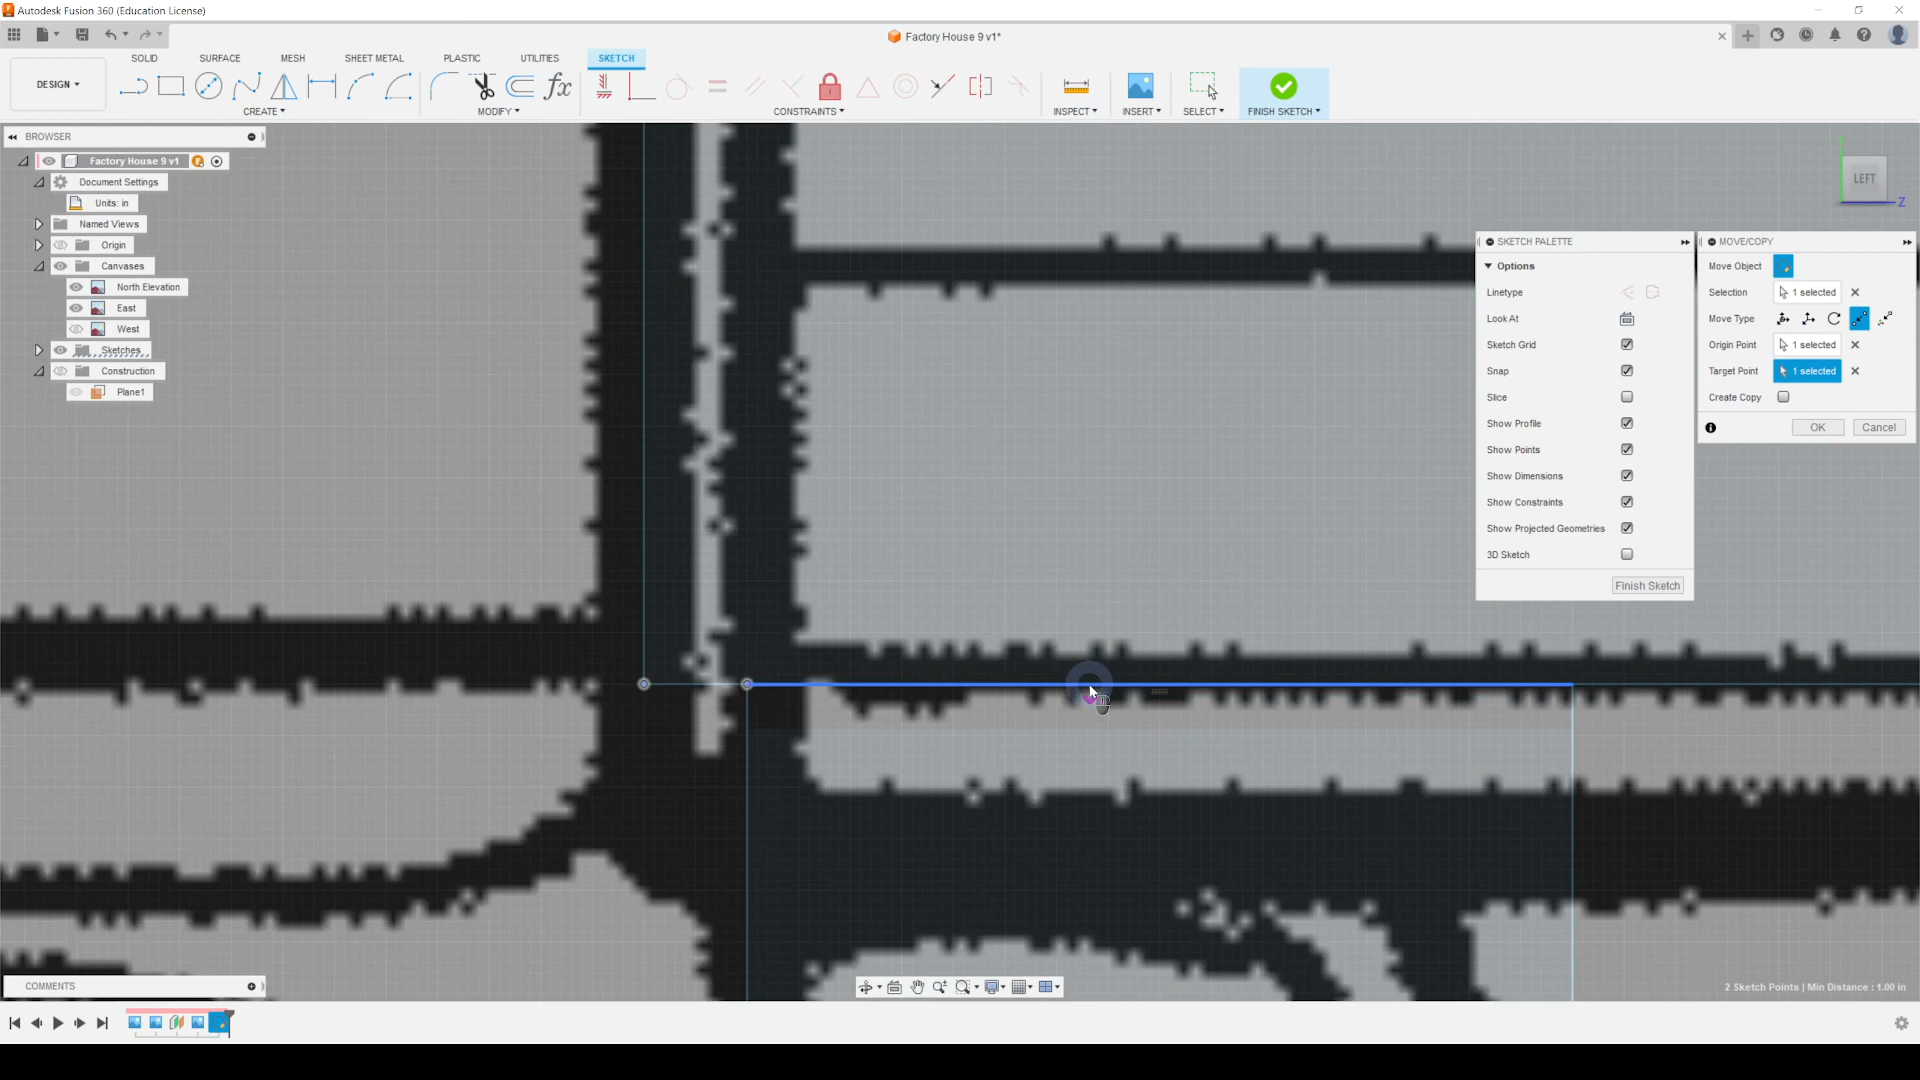 Autodesk Fusion 360 (Education License)
Factory House 9 v1*
SOLID SURFACE MESH SHEET METAL PLASTIC UTILITIES SKETCH
DESIGN
fx
CREATE MODIFY CONSTRAINTS INSPECT INSERT SELECT FINISH SKETCH
BROWSER
Factory House 9 v1
Document Settings
Units: in
Named Views
Origin
Canvases
North Elevation
East
West
Sketches
Construction
Plane1
LEFT
Z
SKETCH PALETTE
Options
Linetype
Look At
Sketch Grid
Snap
Slice
Show Profile
Show Points
Show Dimensions
Show Constraints
Show Projected Geometries
3D Sketch
Finish Sketch
MOVE/COPY
Move Object
Selection 1 selected
Move Type
Origin Point 1 selected
Target Point 1 selected
Create Copy
OK Cancel
COMMENTS
2 Sketch Points | Min Distance : 1.00 in